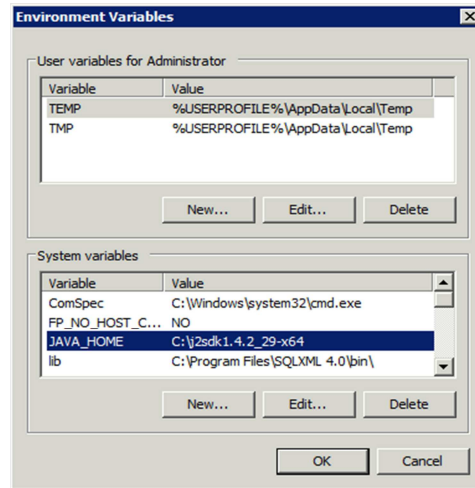 Environment Variables
User variables for Administrator
Variable Value
TEMP %USERPROFILE%\AppData\Local\Temp
TMP %USERPROFILE%\AppData\Local\Temp
New... Edit... Delete
System variables
Variable Value
ComSpec C:\Windows\system32\cmd.exe
FP_NO_HOST_C... NO
JAVA_HOME C:\j2sdk1.4.2_29-x64
lib C:\Program Files\SQLXML 4.0\bin\
New... Edit... Delete
OK Cancel